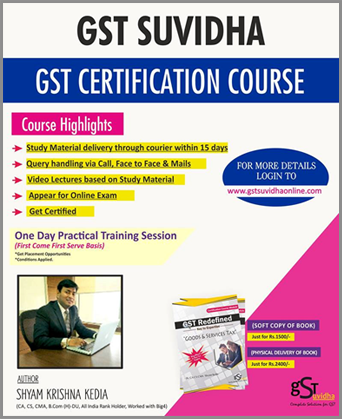 GST SUVIDHA
GST CERTIFICATION COURSE
Course Highlights
Study Material delivery through courier within 15 days
Query handling via Call, Face to Face & Mails
Video Lectures based on Study Material
Appear for Online Exam
Get Certified
FOR MORE DETAILS
LOGIN TO
www.gstsuvidhaonline.com
One Day Practical Training Session
(First Come First Serve Basis)
*Get Placement Opportunities
*Conditions Applied.
AUTHOR
SHYAM KRISHNA KEDIA
(CA, CS, CMA, B.Com (H) DU, All India Rank Holder, Worked with Big4)
GST Redefined
'GOODS & SERVICES TAX'
(SOFT COPY OF BOOK)
Just for Rs.1500/-
(PHYSICAL DELIVERY OF BOOK)
Just for Rs.2400/-
gST
suvidha
Complete Solutions for GST